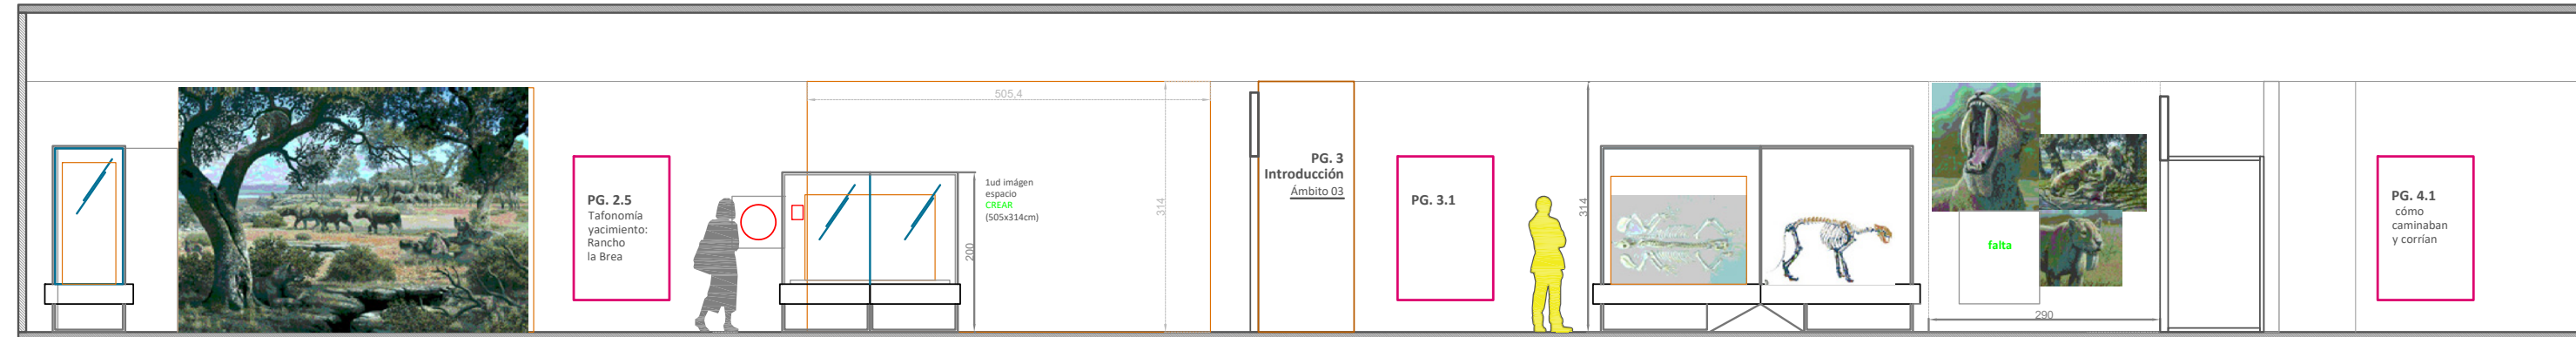 PG. 2.5
Tafonomía
yacimiento:
Rancho
la Brea
505,4
1ud imágen
espacio
CREAR
(505x314cm)
200
314
PG. 3
Introducción
Ámbito 03
PG. 3.1
314
falta
290
PG. 4.1
cómo
caminaban
y corrían